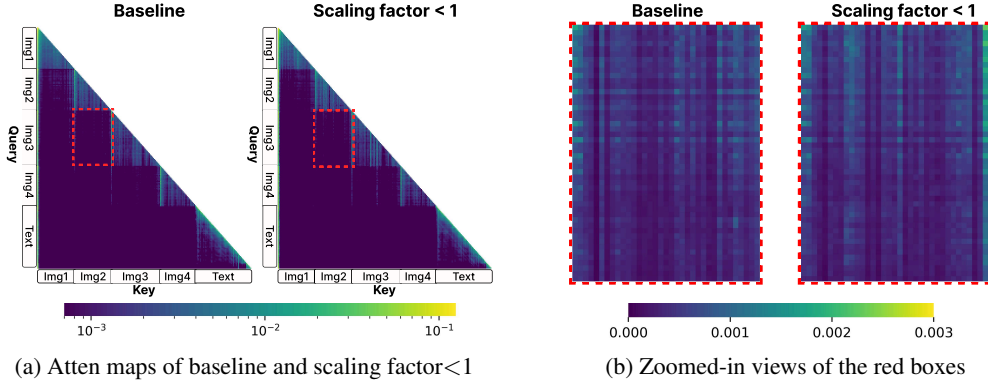 Baseline
Scaling factor < 1
Img1
Img2
Img3
Img4
Text
Query
Img1
Img2
Img3
Img4
Text
Key
Img1
Img2
Img3
Img4
Text
Query
Img1
Img2
Img3
Img4
Text
Key
10⁻³
10⁻²
10⁻¹
(a) Atten maps of baseline and scaling factor<1
Baseline
Scaling factor < 1
0.000
0.001
0.002
0.003
(b) Zoomed-in views of the red boxes